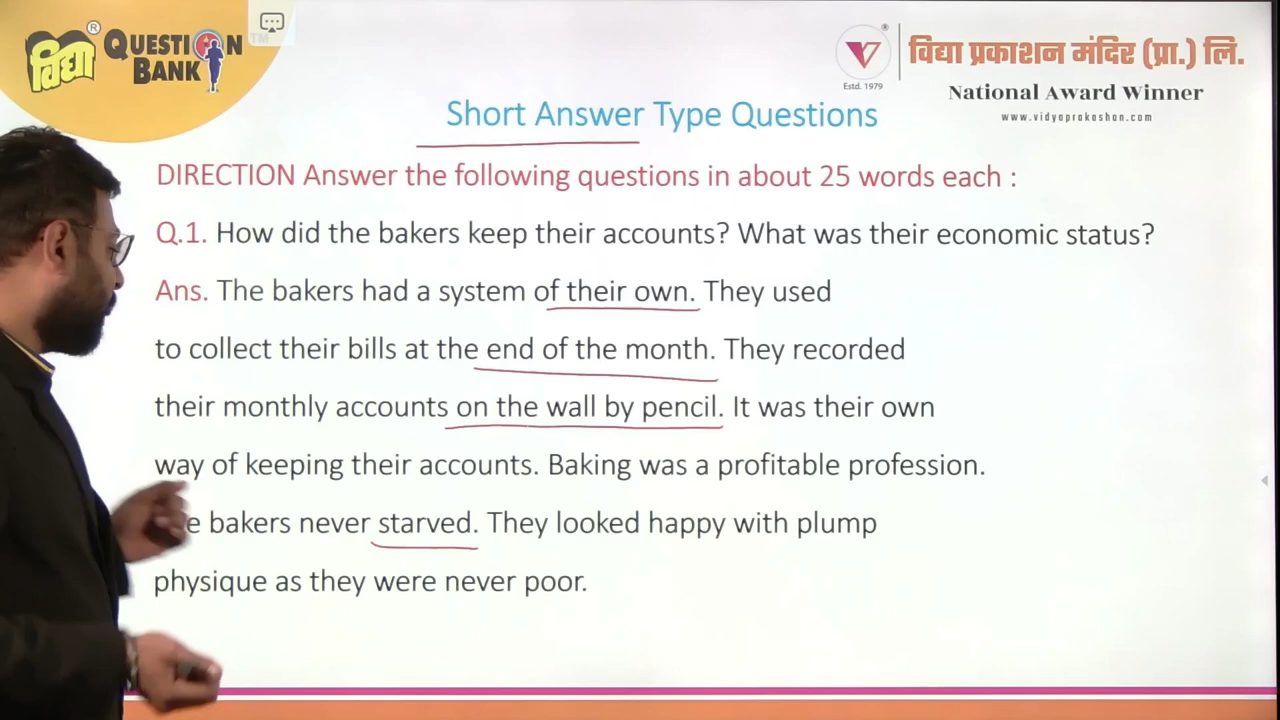 विद्या
®
QUESTION
BANK
TM
®
Estd. 1979
विद्या प्रकाशन मंदिर (प्रा.) लि.
National Award Winner
www.vidyaprakashan.com
Short Answer Type Questions
DIRECTION Answer the following questions in about 25 words each :
Q.1. How did the bakers keep their accounts? What was their economic status?
Ans. The bakers had a system of their own. They used
to collect their bills at the end of the month. They recorded
their monthly accounts on the wall by pencil. It was their own
way of keeping their accounts. Baking was a profitable profession.
e bakers never starved. They looked happy with plump
physique as they were never poor.